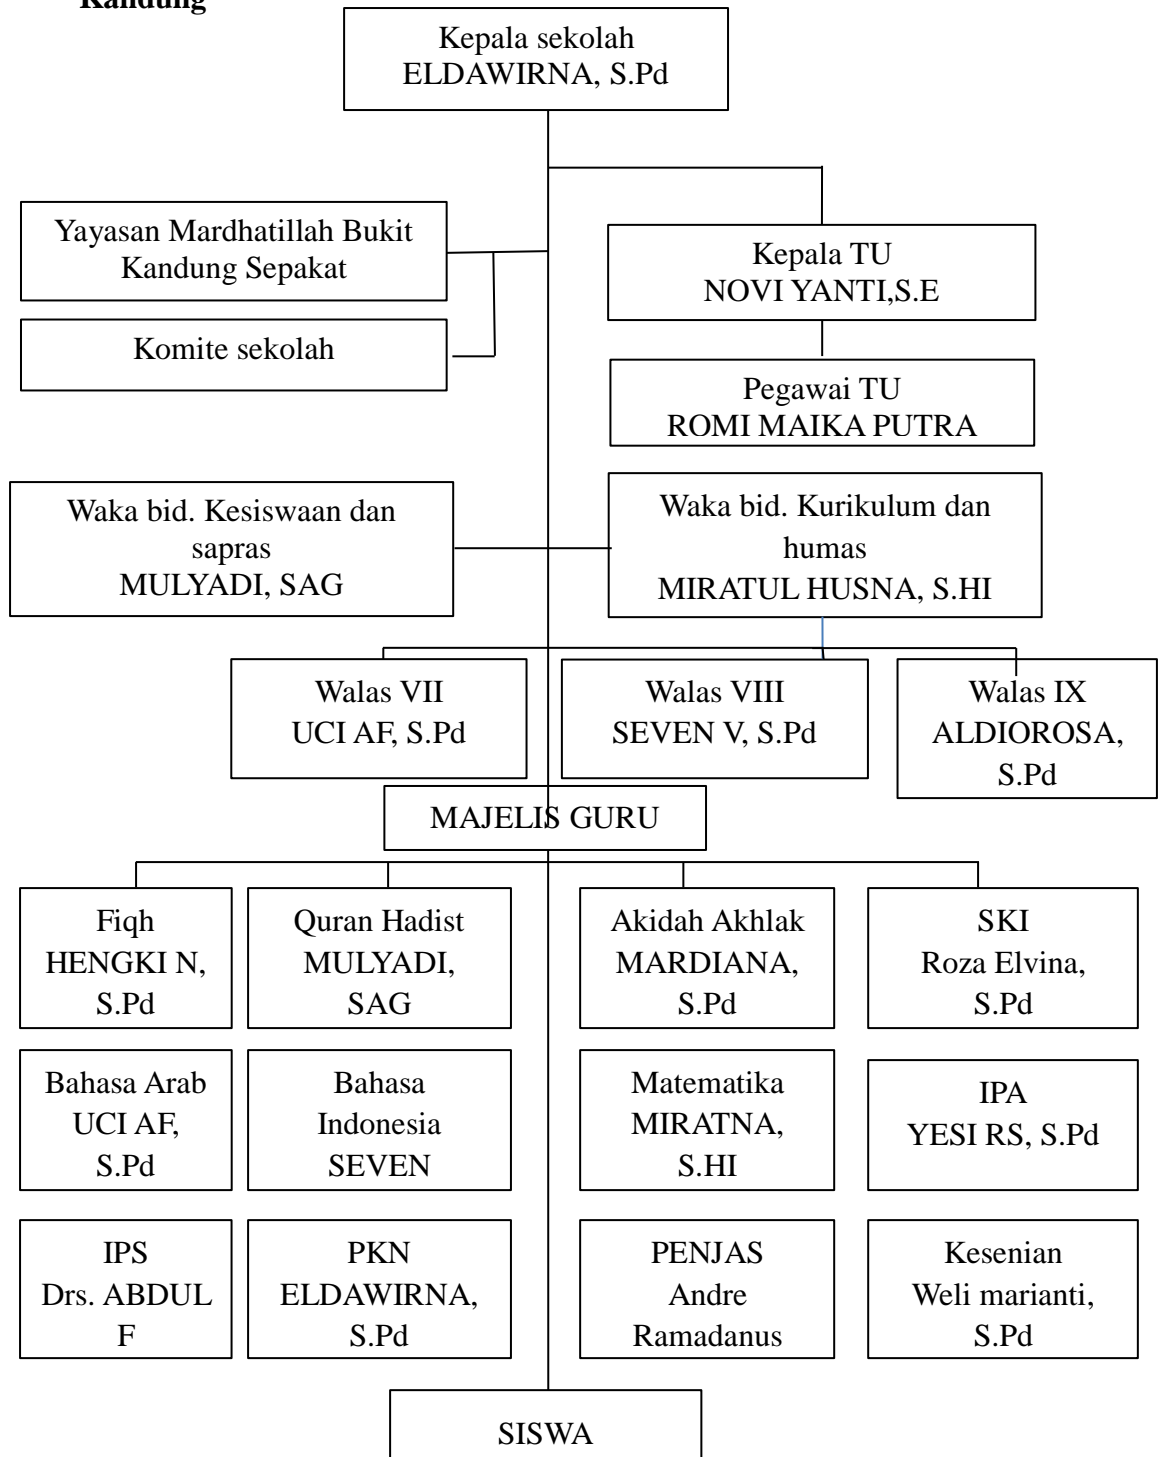 Kandung
Kepala sekolah
ELDAWIRNA, S.Pd
Yayasan Mardhatillah Bukit
Kandung Sepakat
Kepala TU
NOVI YANTI,S.E
Komite sekolah
Pegawai TU
ROMI MAIKA PUTRA
Waka bid. Kesiswaan dan
sapras
MULYADI, SAG
Waka bid. Kurikulum dan
humas
MIRATUL HUSNA, S.HI
Walas VII
UCI AF, S.Pd
Walas VIII
SEVEN V, S.Pd
Walas IX
ALDIOROSA,
S.Pd
MAJELIS GURU
Fiqh
HENGKI N,
S.Pd
Quran Hadist
MULYADI,
SAG
Akidah Akhlak
MARDIANA,
S.Pd
SKI
Roza Elvina,
S.Pd
Bahasa Arab
UCI AF,
S.Pd
Bahasa
Indonesia
SEVEN
Matematika
MIRATNA,
S.HI
IPA
YESI RS, S.Pd
IPS
Drs. ABDUL
F
PKN
ELDAWIRNA,
S.Pd
PENJAS
Andre
Ramadanus
Kesenian
Weli marianti,
S.Pd
SISWA